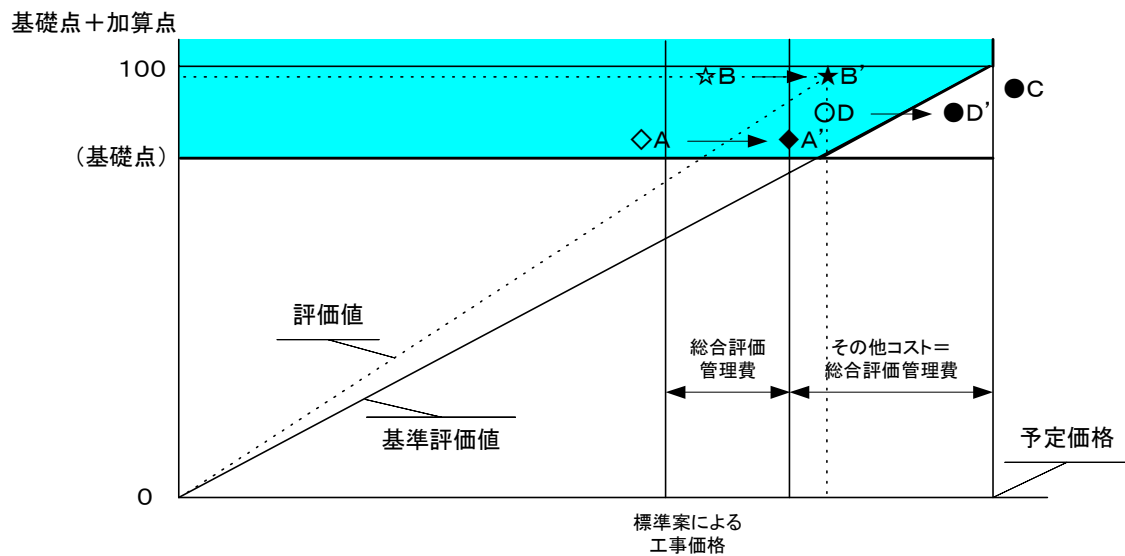 基礎点＋加算点
100
☆B
★B’
●C
○D
●D’
◇A
◆A’
（基礎点）
評価値
総合評価
管理費
その他コスト＝
総合評価管理費
基準評価値
予定価格
0
標準案による
工事価格